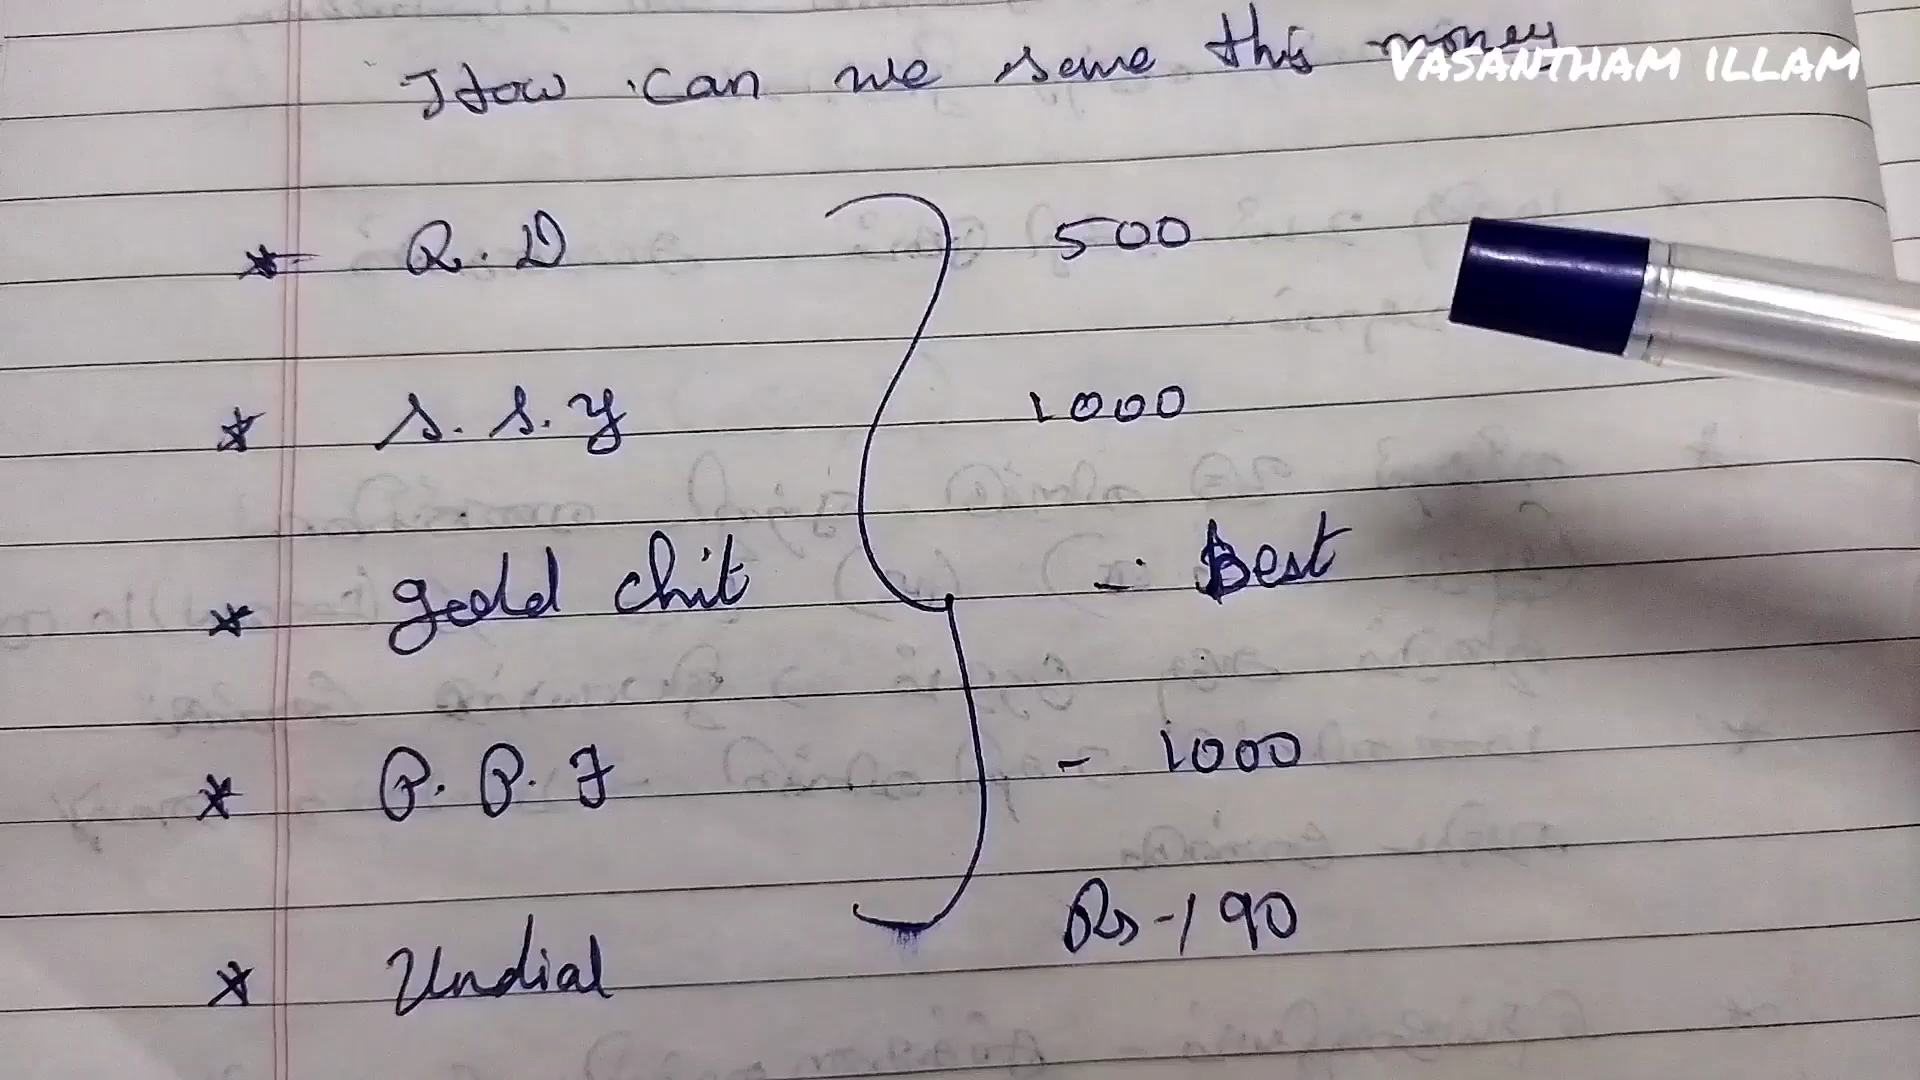 How can we save this money
VASANTHAM ILLAM
* R.D 500
* S.S.Y 1000
* gold chit - Best
* P.P.F - 1000
* Undial Rs-190